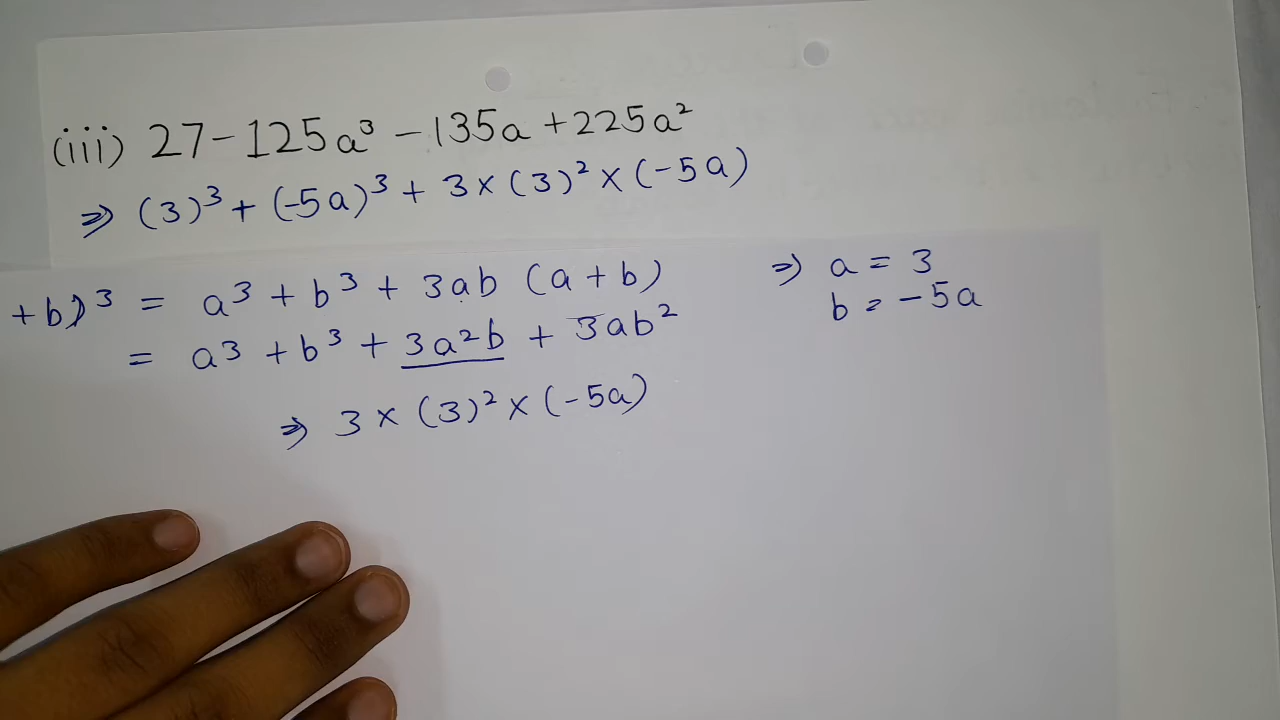 (iii) 27-125a³ -135a +225a²
⇒ (3)³ + (-5a)³ + 3×(3)²×(-5a)
+b)³ = a³ + b³ + 3ab (a + b)
= a³ + b³ + 3a²b + 3ab²
⇒ 3 × (3)² × (-5a)
⇒ a = 3
b = -5a